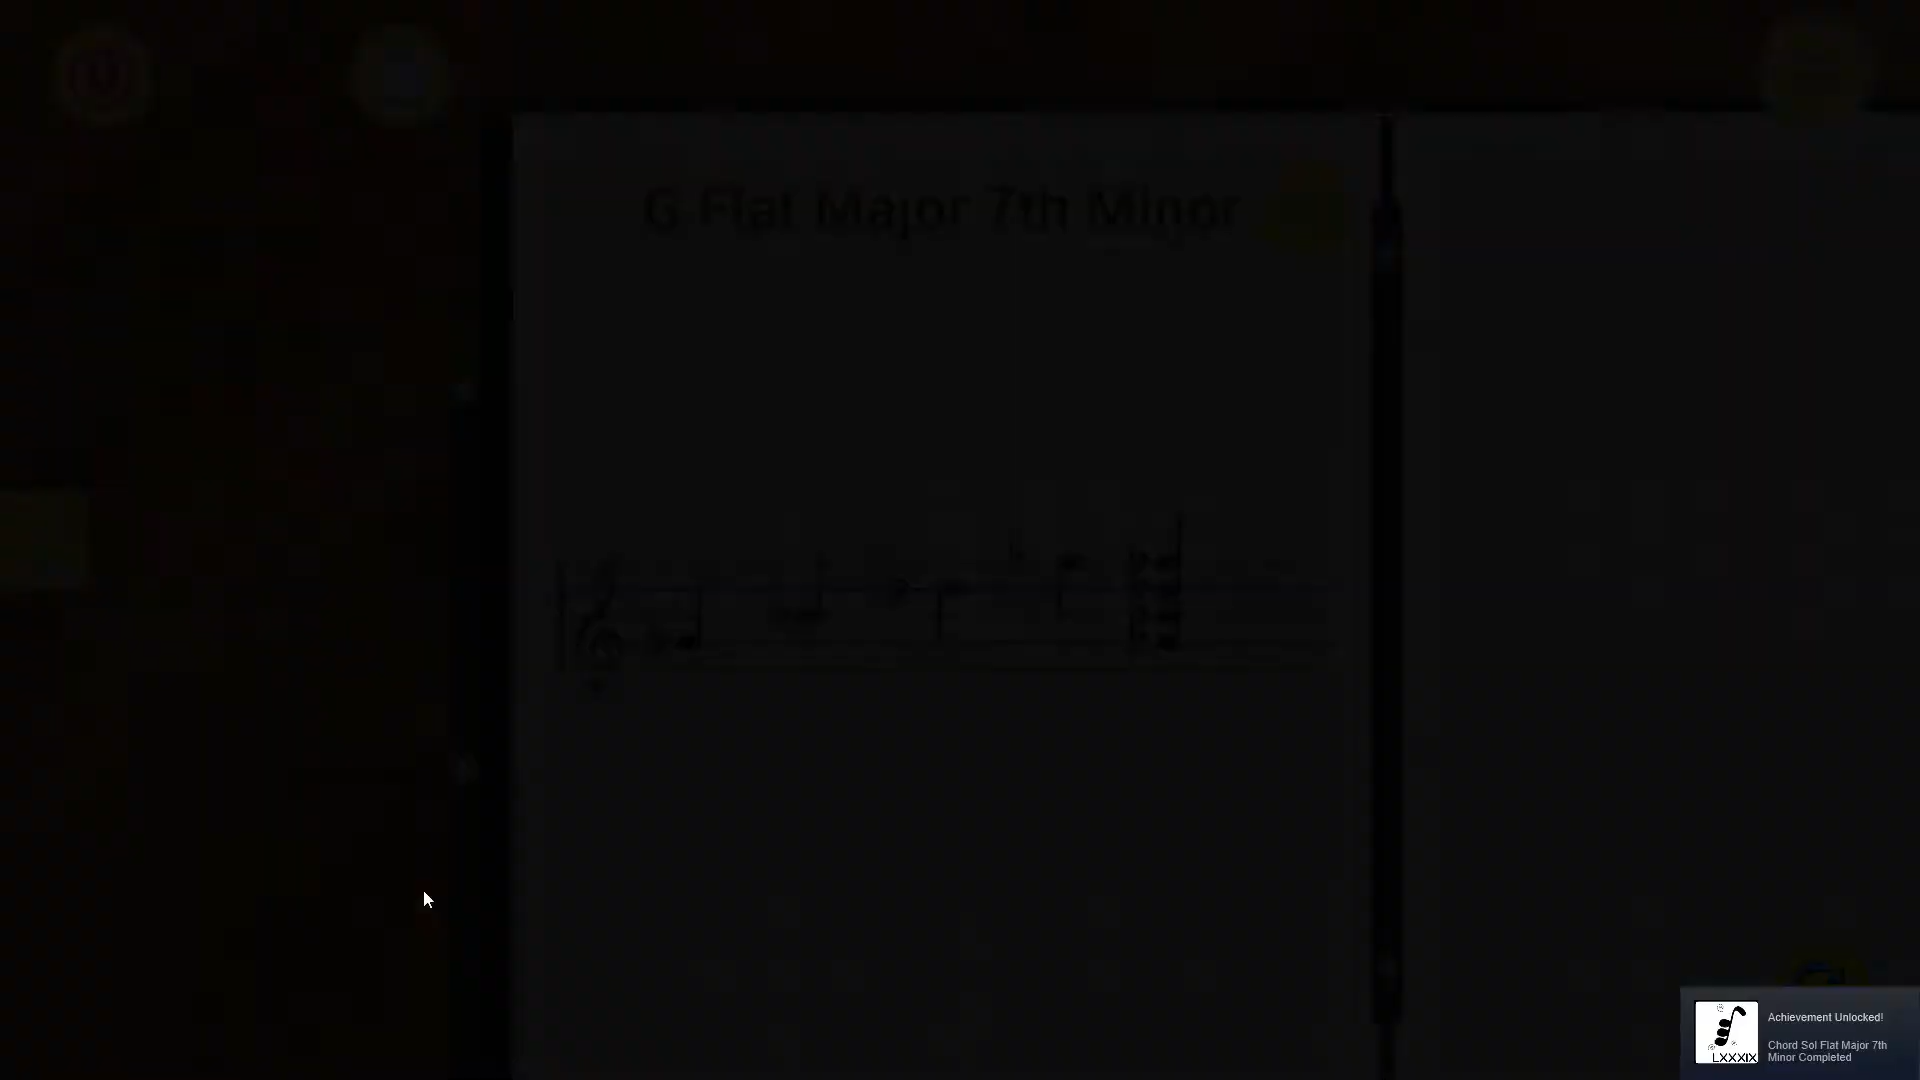 G Flat Major 7th Minor
Achievement Unlocked!
Chord Sol Flat Major 7th
Minor Completed
LXXXIX